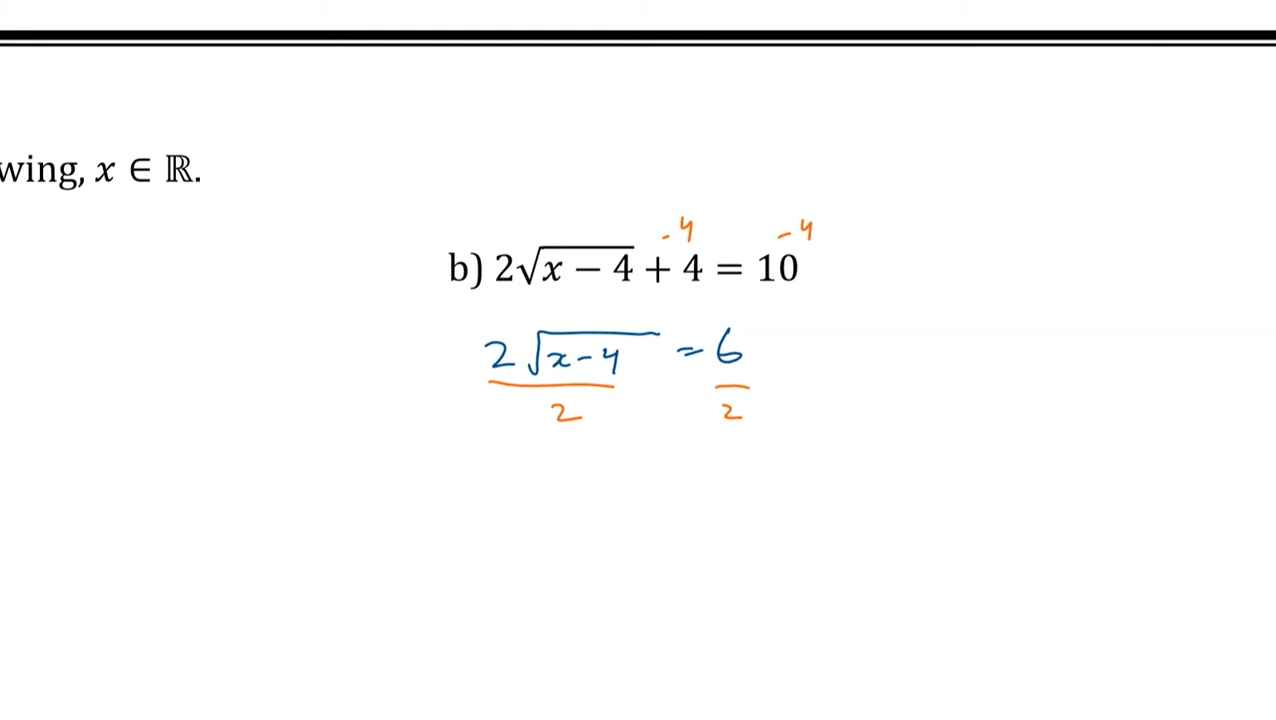 wing, x ∈ ℝ.
-4 -4
b) 2√(x − 4) + 4 = 10
2√(x-4) = 6
2 2